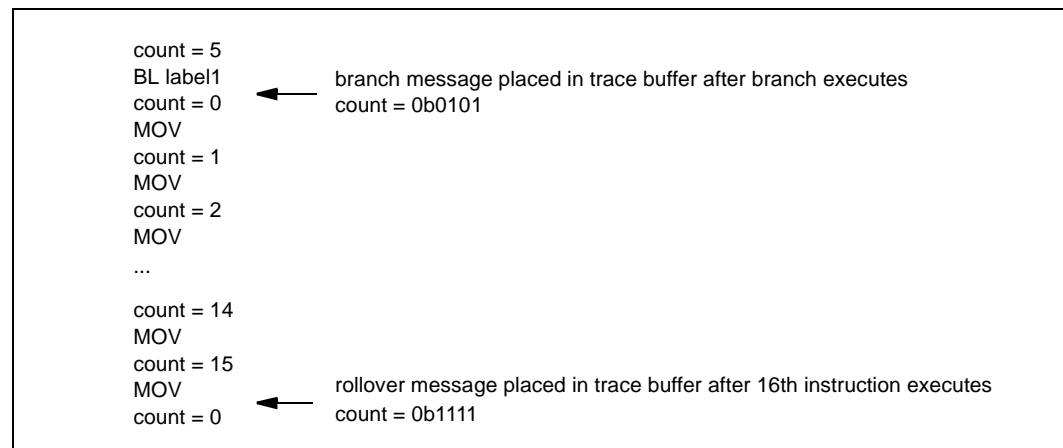 count = 5
BL label1
count = 0
MOV
count = 1
MOV
count = 2
MOV
...
count = 14
MOV
count = 15
MOV
count = 0
branch message placed in trace buffer after branch executes
count = 0b0101
rollover message placed in trace buffer after 16th instruction executes
count = 0b1111